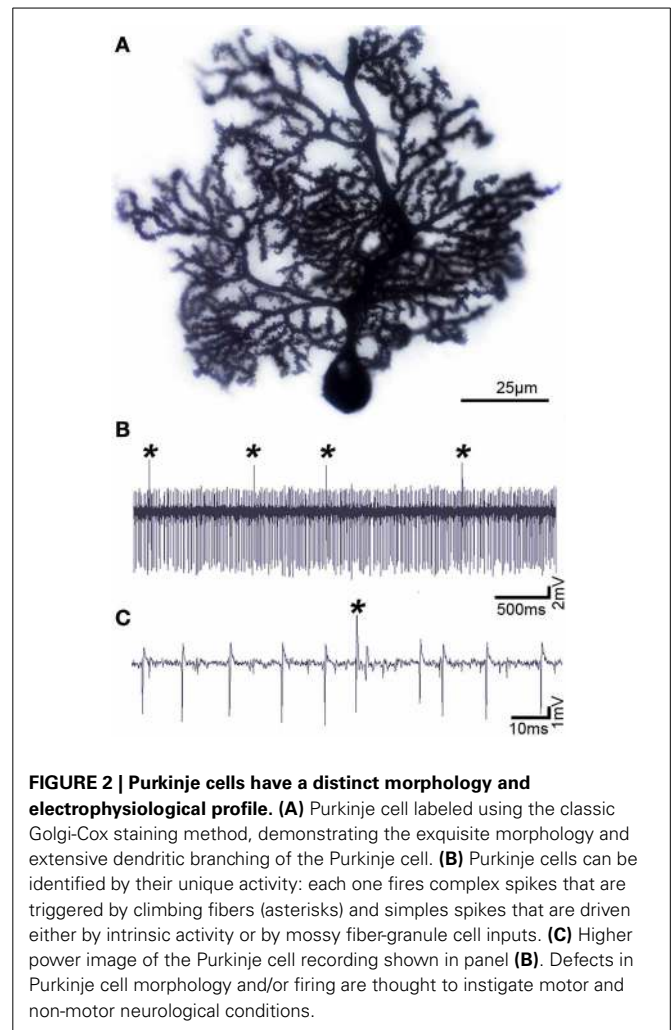 A
25µm
B
* * * *
500ms
2mV
C
*
10ms
1mV
FIGURE 2 | Purkinje cells have a distinct morphology and
electrophysiological profile. (A) Purkinje cell labeled using the classic
Golgi-Cox staining method, demonstrating the exquisite morphology and
extensive dendritic branching of the Purkinje cell. (B) Purkinje cells can be
identified by their unique activity: each one fires complex spikes that are
triggered by climbing fibers (asterisks) and simples spikes that are driven
either by intrinsic activity or by mossy fiber-granule cell inputs. (C) Higher
power image of the Purkinje cell recording shown in panel (B). Defects in
Purkinje cell morphology and/or firing are thought to instigate motor and
non-motor neurological conditions.